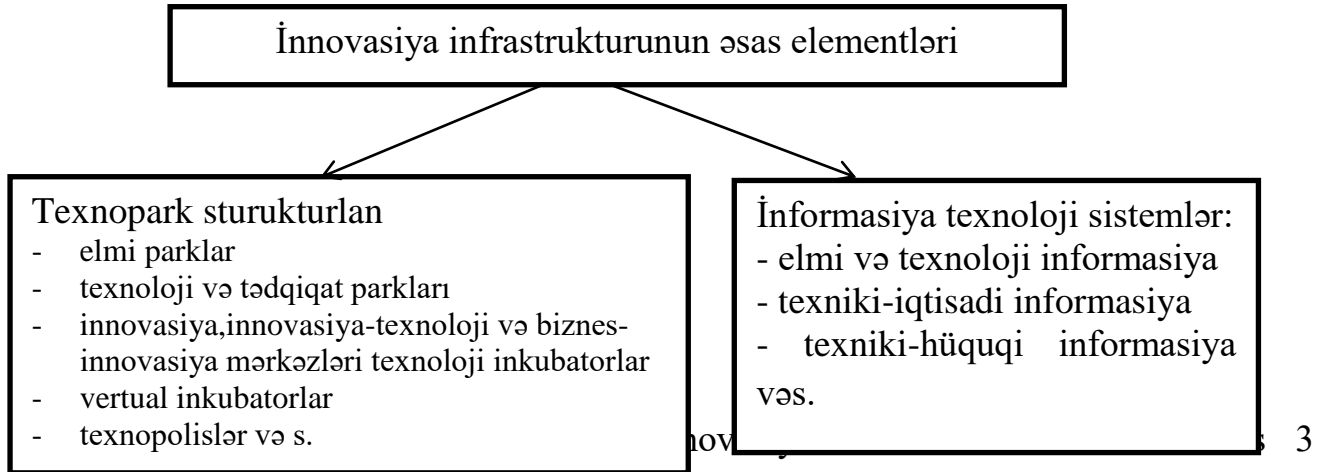 İnnovasiya infrastrukturunun əsas elementləri
Texnopark sturukturlan
- elmi parklar
- texnoloji və tədqiqat parkları
- innovasiya,innovasiya-texnoloji və biznes-
innovasiya mərkəzləri texnoloji inkubatorlar
- vertual inkubatorlar
- texnopolislər və s.
İnformasiya texnoloji sistemlər:
- elmi və texnoloji informasiya
- texniki-iqtisadi informasiya
- texniki-hüquqi informasiya
vəs.
3